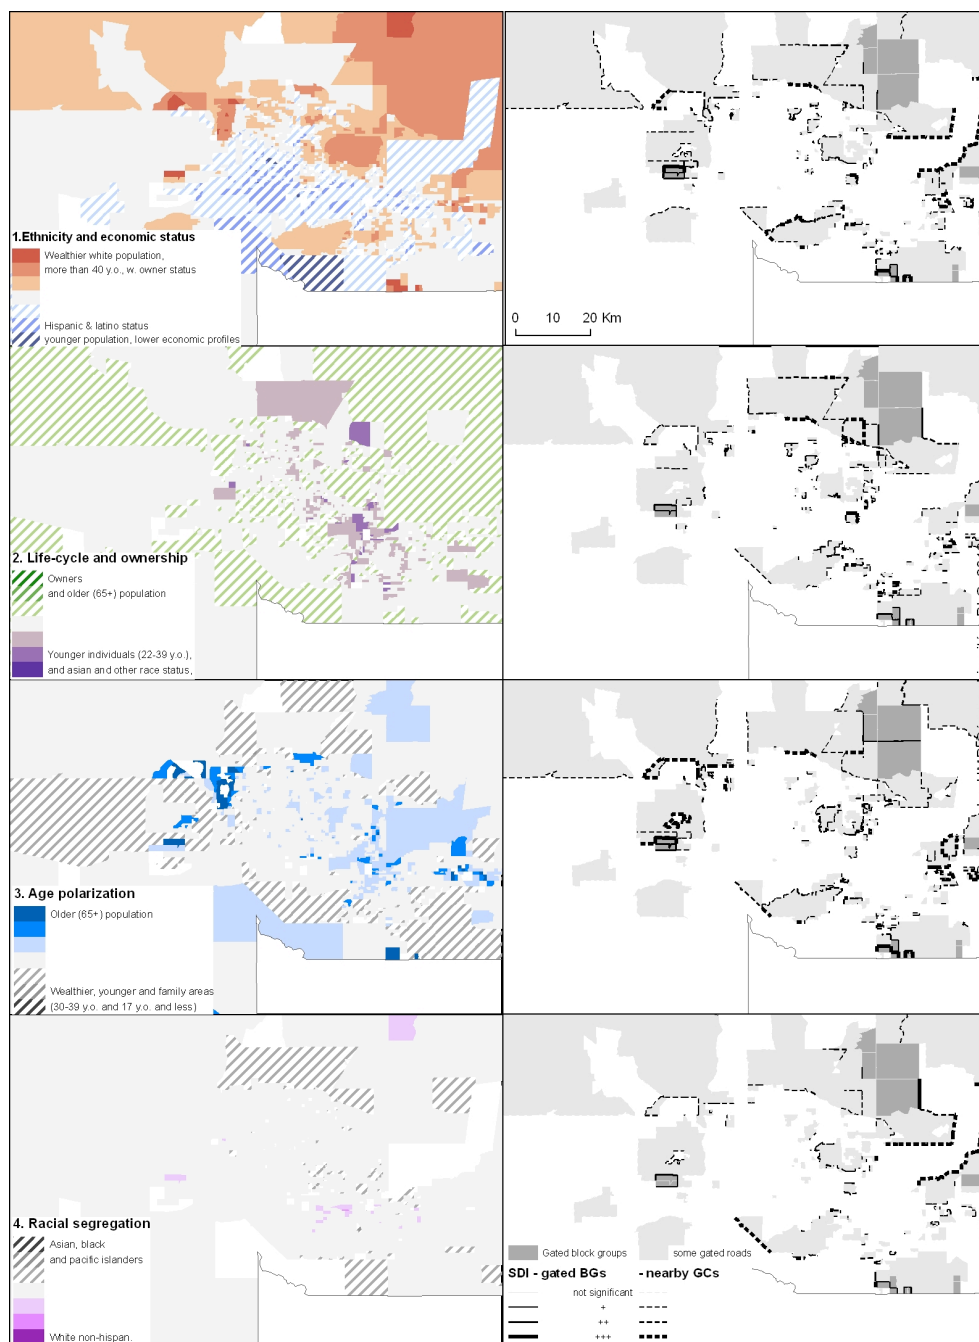 1.Ethnicity and economic status
Wealthier white population,
more than 40 y.o., w. owner status
Hispanic & latino status
younger population, lower economic profiles
0 10 20 Km
2. Life-cycle and ownership
Owners
and older (65+) population
Younger individuals (22-39 y.o.),
and asian and other race status,
3. Age polarization
Older (65+) population
Wealthier, younger and family areas
(30-39 y.o. and 17 y.o. and less)
4. Racial segregation
Asian, black
and pacific islanders
White non-hispan.
Gated block groups some gated roads
SDI - gated BGs - nearby GCs
not significant
+
++
+++